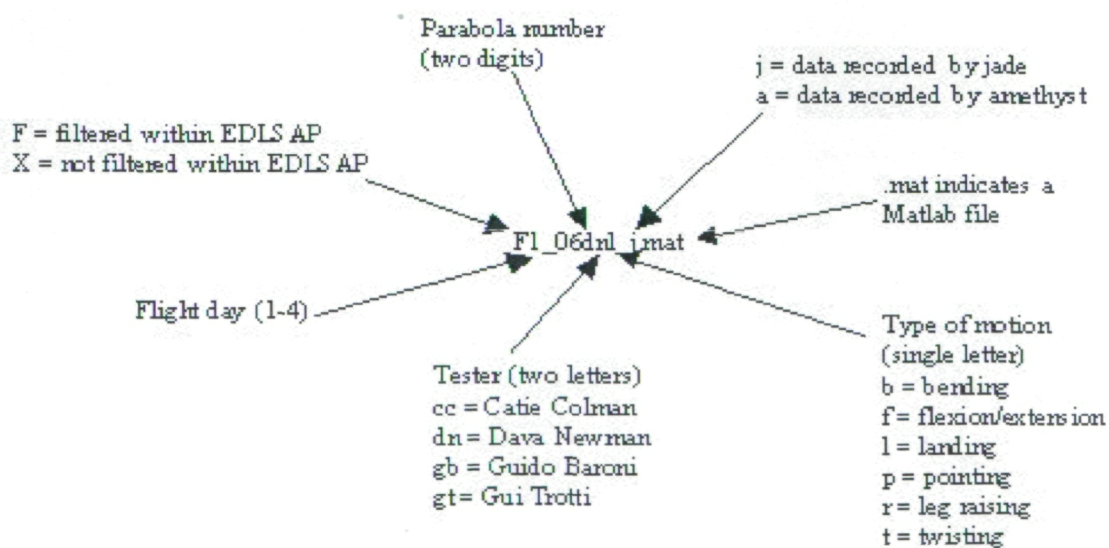 Parabola number
(two digits)
j = data recorded by jade
a = data recorded by amethyst
F = filtered within EDLS AP
X = not filtered within EDLS AP
.mat indicates a
Matlab file
F1_06dnl_j.mat
Flight day (1-4)
Tester (two letters)
cc = Catie Colman
dn = Dava Newman
gb = Guido Baroni
gt = Gui Trotti
Type of motion
(single letter)
b = bending
f = flexion/extension
l = landing
p = pointing
r = leg raising
t = twisting